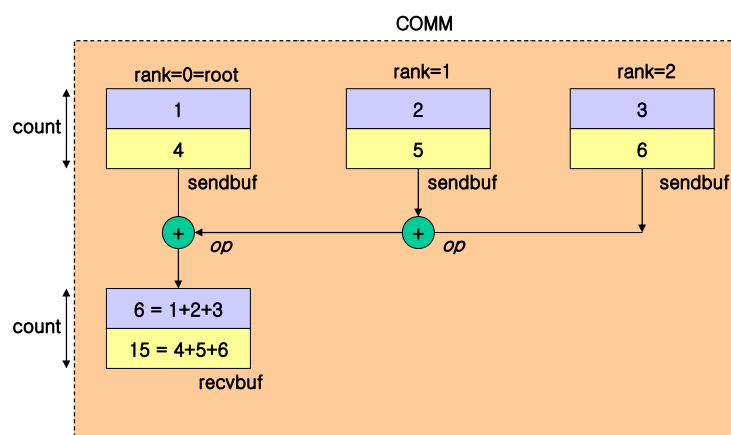 COMM
rank=0=root
rank=1
rank=2
count
1
2
3
4
5
6
sendbuf
sendbuf
sendbuf
+
op
+
op
count
6 = 1+2+3
15 = 4+5+6
recvbuf